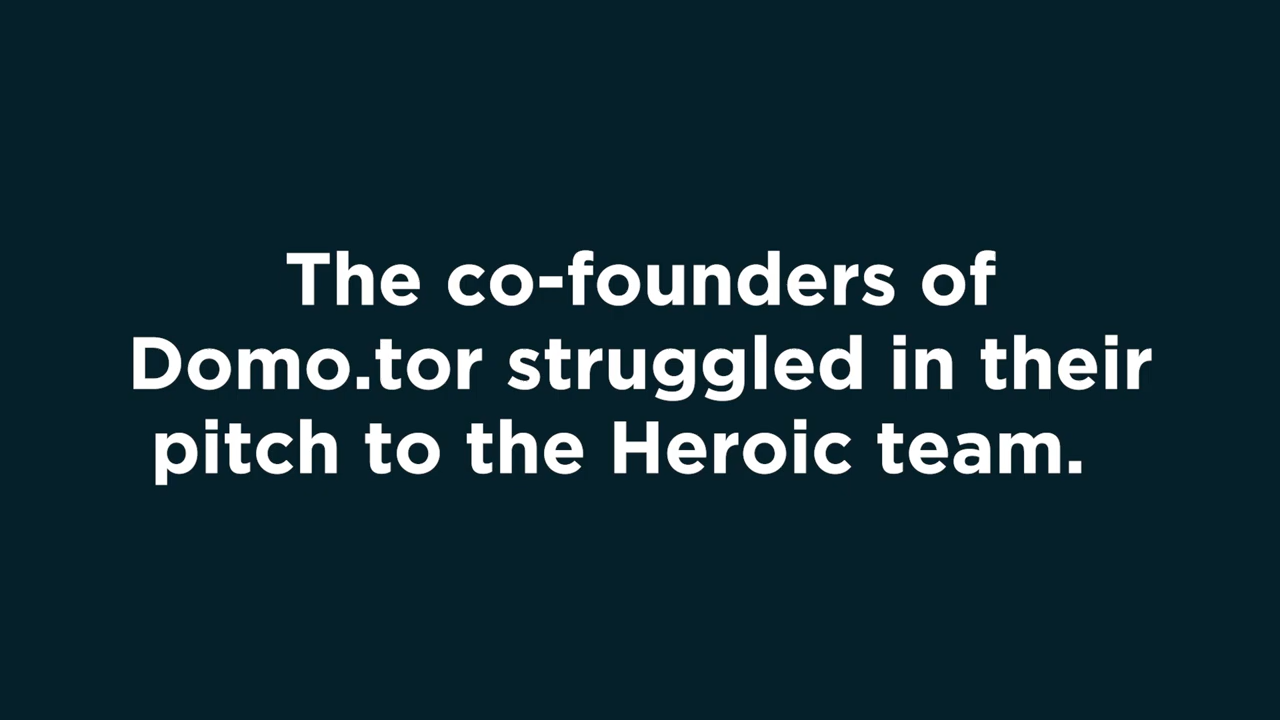 The co-founders of
Domo.tor struggled in their
pitch to the Heroic team.